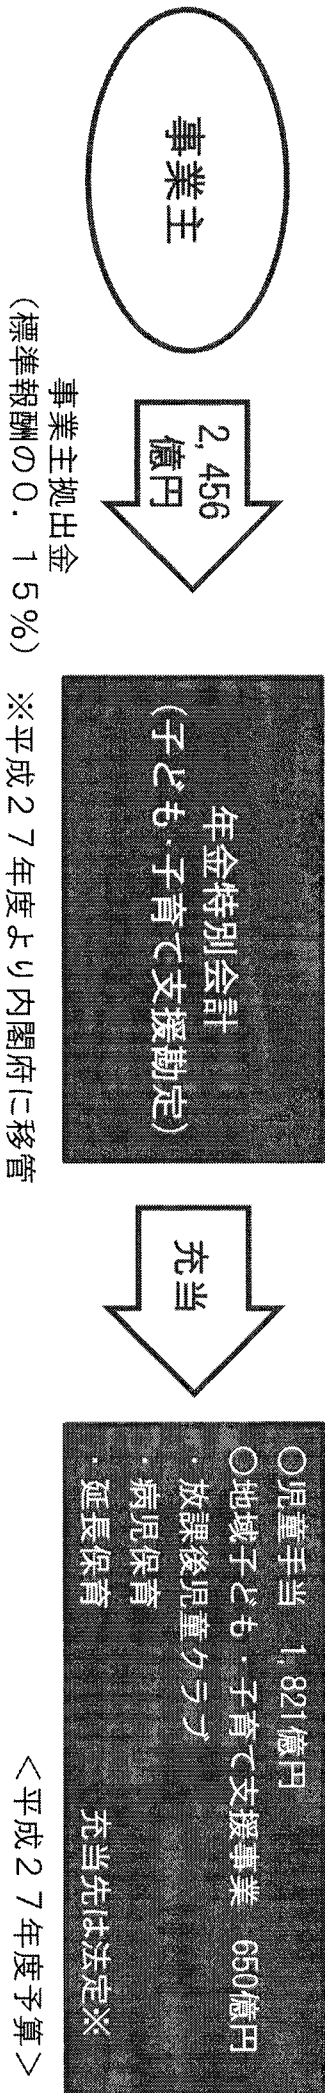 事業主
2,456
億円
事業主拠出金
(標準報酬の0.15%)
年金特別会計
(子ども・子育て支援勘定)
※平成27年度より内閣府に移管
充当
○児童手当 1,821億円
○地域子ども・子育て支援事業 650億円
・放課後児童クラブ
・病児保育
・延長保育
充当先は法定※
<平成27年度予算>